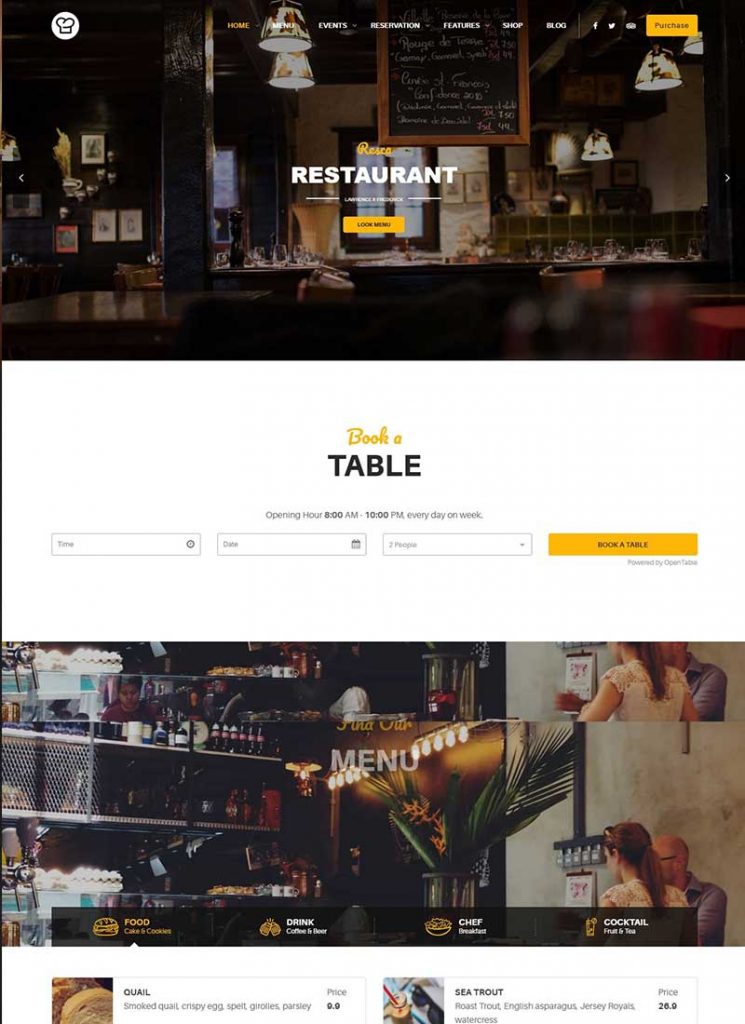 HOME MENU EVENTS RESERVATION FEATURES SHOP BLOG Purchase
Resca
RESTAURANT
LAWRENCE & FREDERICK
LOOK MENU
Book a
TABLE
Opening Hour 8:00 AM - 10:00 PM, every day on week.
Time Date 2 People BOOK A TABLE
Powered by OpenTable
Find Our
MENU
FOOD DRINK CHEF COCKTAIL
Cake & Cookies Coffee & Beer Breakfast Fruit & Tea
QUAIL Price
Smoked quail, crispy egg, spelt, girolles, parsley 9.9
SEA TROUT Price
Roast Trout, English asparagus, Jersey Royals, 26.9
watercress